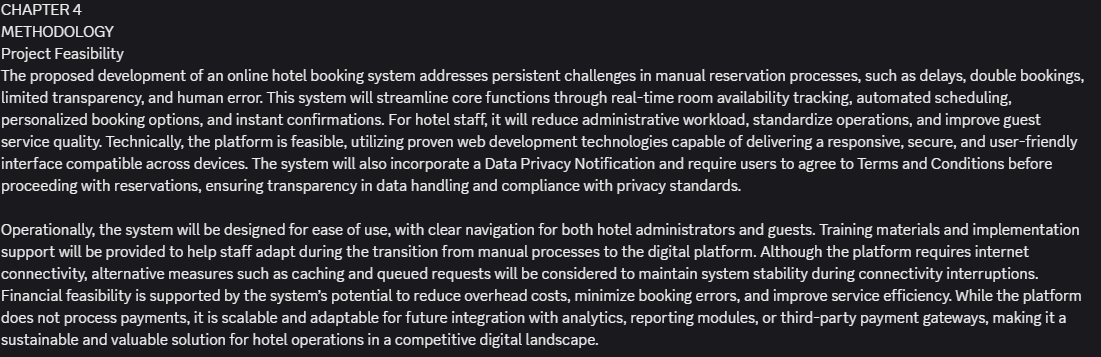 CHAPTER 4
METHODOLOGY
Project Feasibility
The proposed development of an online hotel booking system addresses persistent challenges in manual reservation processes, such as delays, double bookings,
limited transparency, and human error. This system will streamline core functions through real-time room availability tracking, automated scheduling,
personalized booking options, and instant confirmations. For hotel staff, it will reduce administrative workload, standardize operations, and improve guest
service quality. Technically, the platform is feasible, utilizing proven web development technologies capable of delivering a responsive, secure, and user-friendly
interface compatible across devices. The system will also incorporate a Data Privacy Notification and require users to agree to Terms and Conditions before
proceeding with reservations, ensuring transparency in data handling and compliance with privacy standards.
Operationally, the system will be designed for ease of use, with clear navigation for both hotel administrators and guests. Training materials and implementation
support will be provided to help staff adapt during the transition from manual processes to the digital platform. Although the platform requires internet
connectivity, alternative measures such as caching and queued requests will be considered to maintain system stability during connectivity interruptions.
Financial feasibility is supported by the system's potential to reduce overhead costs, minimize booking errors, and improve service efficiency. While the platform
does not process payments, it is scalable and adaptable for future integration with analytics, reporting modules, or third-party payment gateways, making it a
sustainable and valuable solution for hotel operations in a competitive digital landscape.